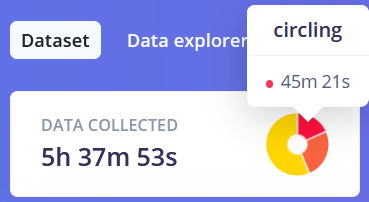 circling
45m 21s
Dataset
Data explorer
DATA COLLECTED
5h 37m 53s